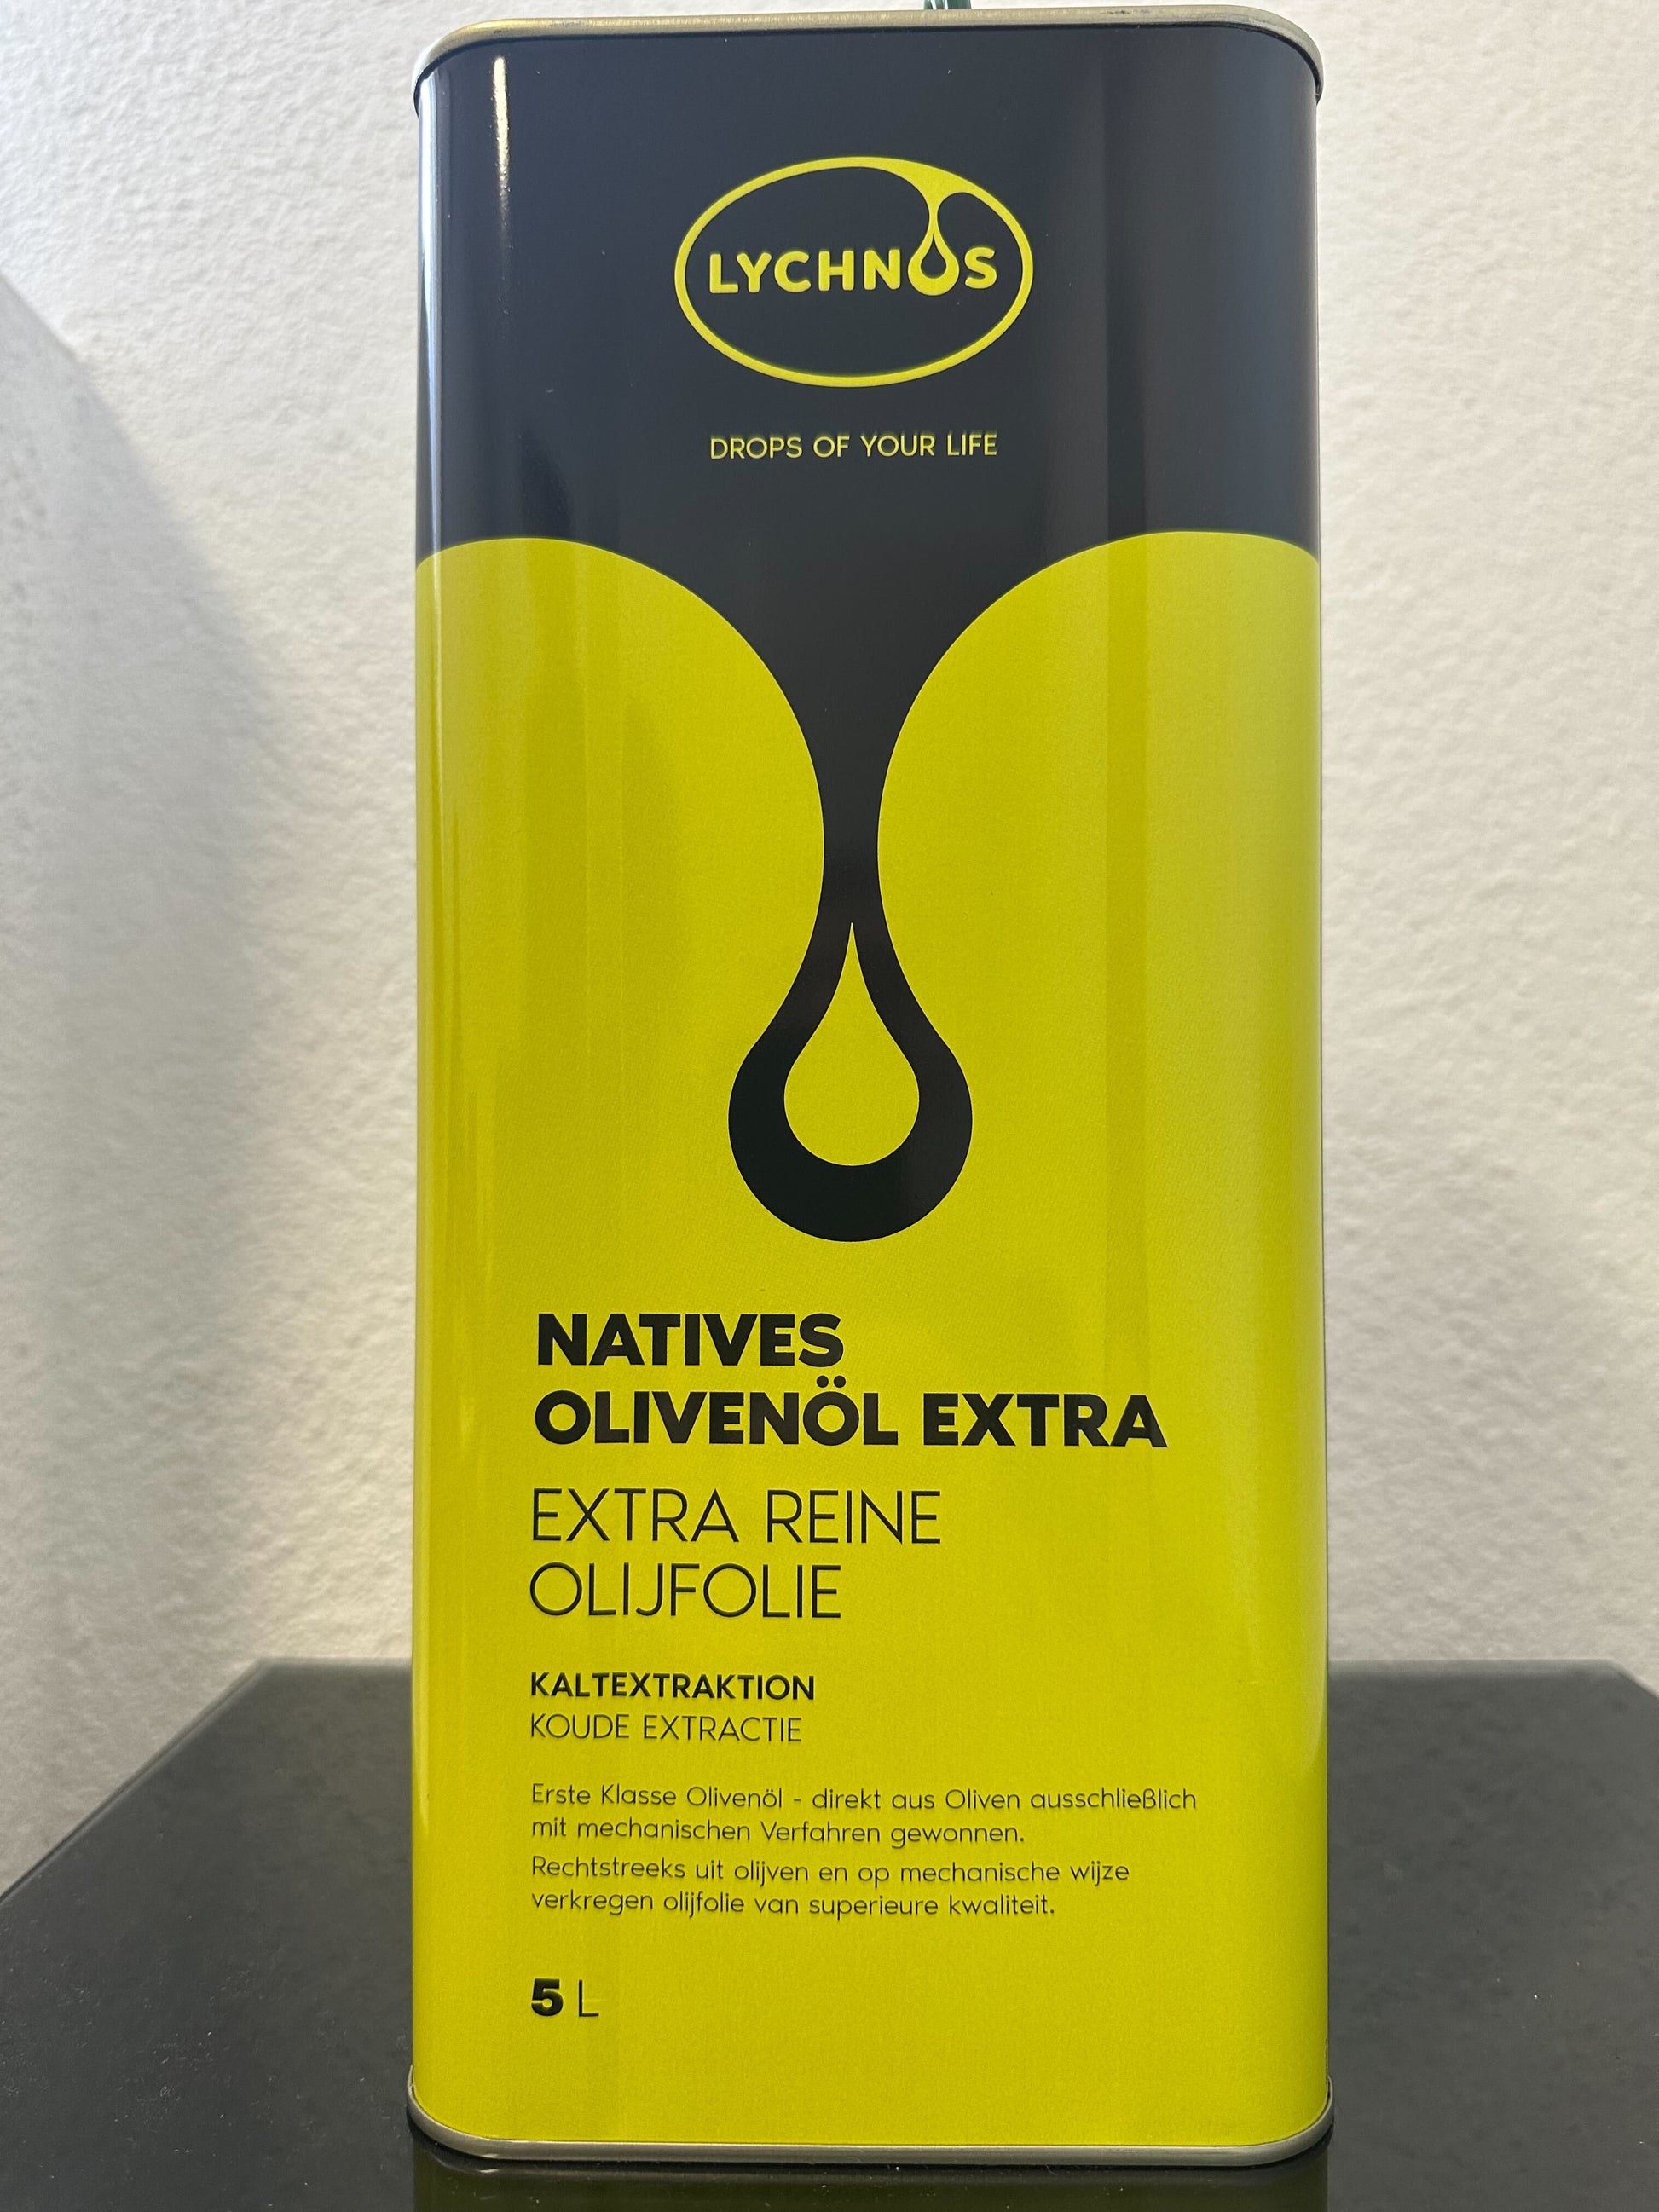 LYCHNOS
DROPS OF YOUR LIFE
NATIVES
OLIVENÖL EXTRA
EXTRA REINE
OLIJFOLIE
KALTEXTRAKTION
KOUDE EXTRACTIE
Erste Klasse Olivenöl - direkt aus Oliven ausschließlich
mit mechanischen Verfahren gewonnen.
Rechtstreeks uit olijven en op mechanische wijze
verkregen olijfolie van superieure kwaliteit.
5 L